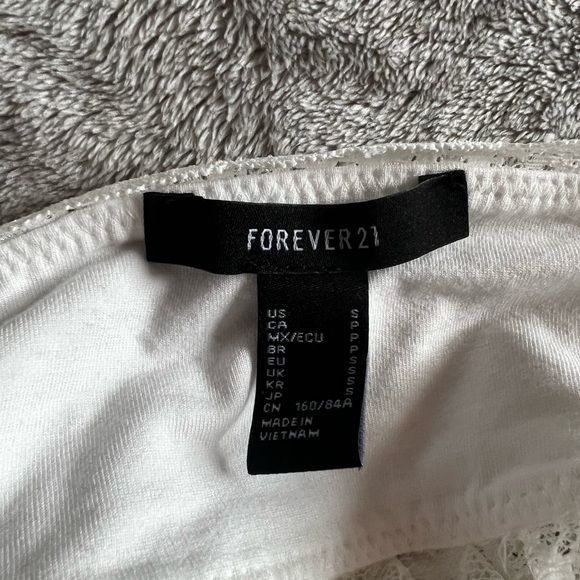 FOREVER 21
US S
CA P
MX/ECU P
BR P
EU S
UK S
KR S
JP S
CN 160/84A
MADE IN
VIETNAM